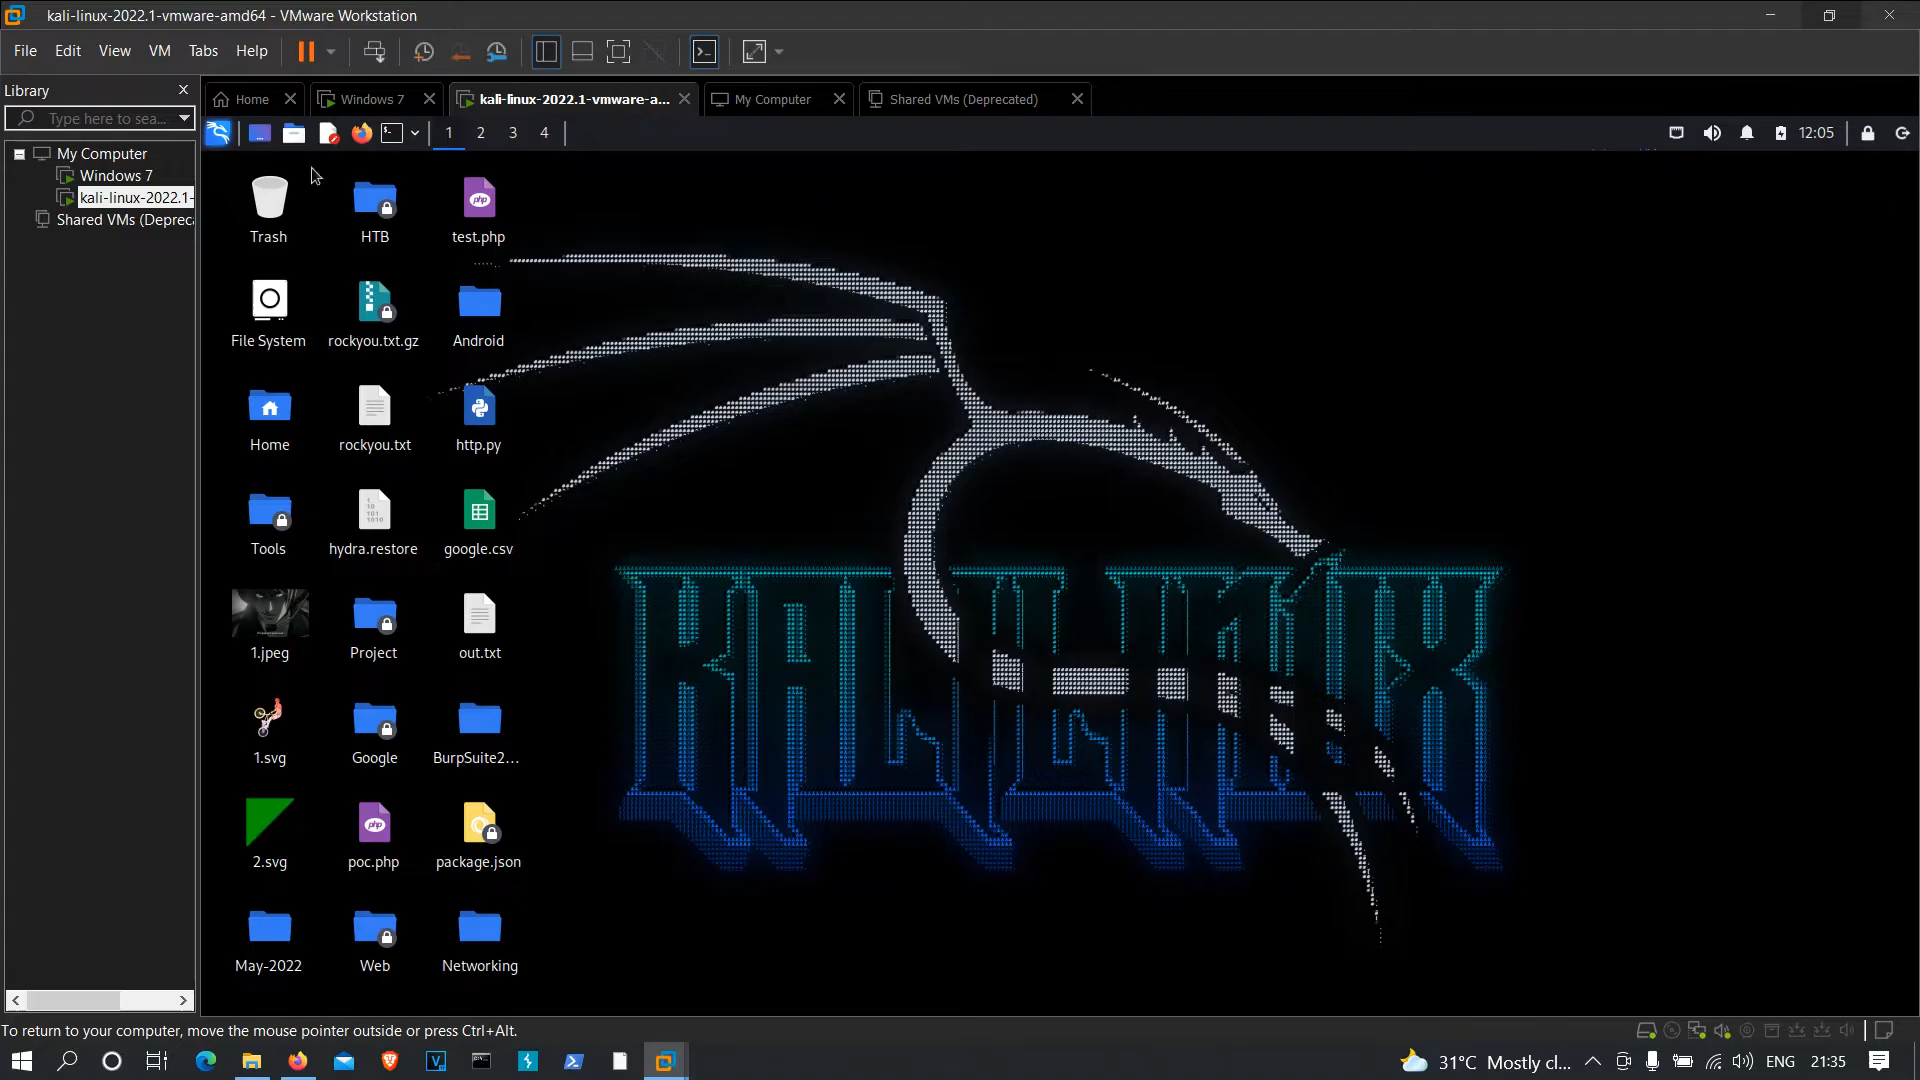 kali-linux-2022.1-vmware-amd64 - VMware Workstation
File Edit View VM Tabs Help
Library
Type here to sea...
My Computer
Windows 7
kali-linux-2022.1-
Shared VMs (Depreca
Home Windows 7 kali-linux-2022.1-vmware-a... My Computer Shared VMs (Deprecated)
1 2 3 4 12:05
Trash HTB test.php
File System rockyou.txt.gz Android
Home rockyou.txt http.py
Tools hydra.restore google.csv
1.jpeg Project out.txt
1.svg Google BurpSuite2...
2.svg poc.php package.json
May-2022 Web Networking
KALI LINUX
To return to your computer, move the mouse pointer outside or press Ctrl+Alt.
31°C Mostly cl... ENG 21:35